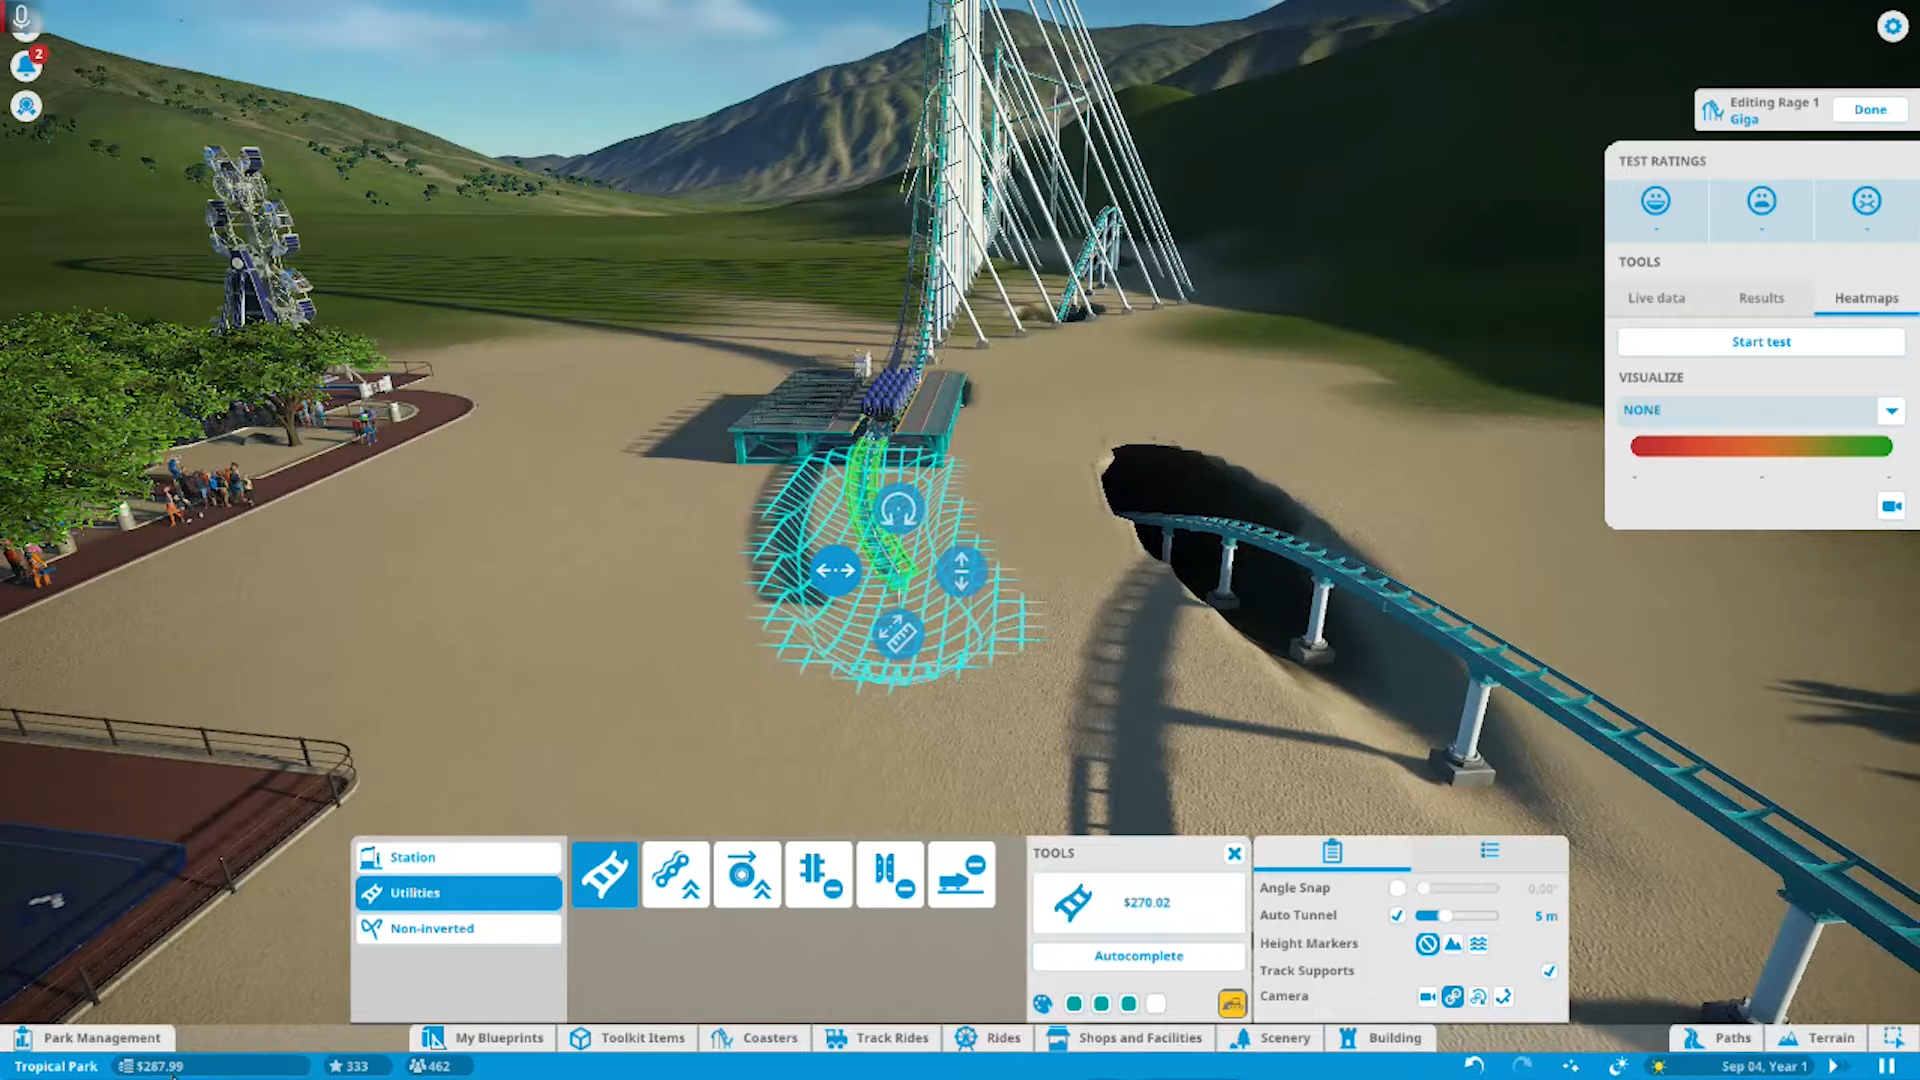 2
Editing Rage 1
Giga
Done
TEST RATINGS
- - -
TOOLS
Live data Results Heatmaps
Start test
VISUALIZE
NONE
- - -
Station
Utilities
Non-inverted
TOOLS
$270.02
Autocomplete
Angle Snap 0.00°
Auto Tunnel 5 m
Height Markers
Track Supports
Camera
Park Management My Blueprints Toolkit Items Coasters Track Rides Rides Shops and Facilities Scenery Building Paths Terrain
Tropical Park $287.99 333 462 Sep 04, Year 1